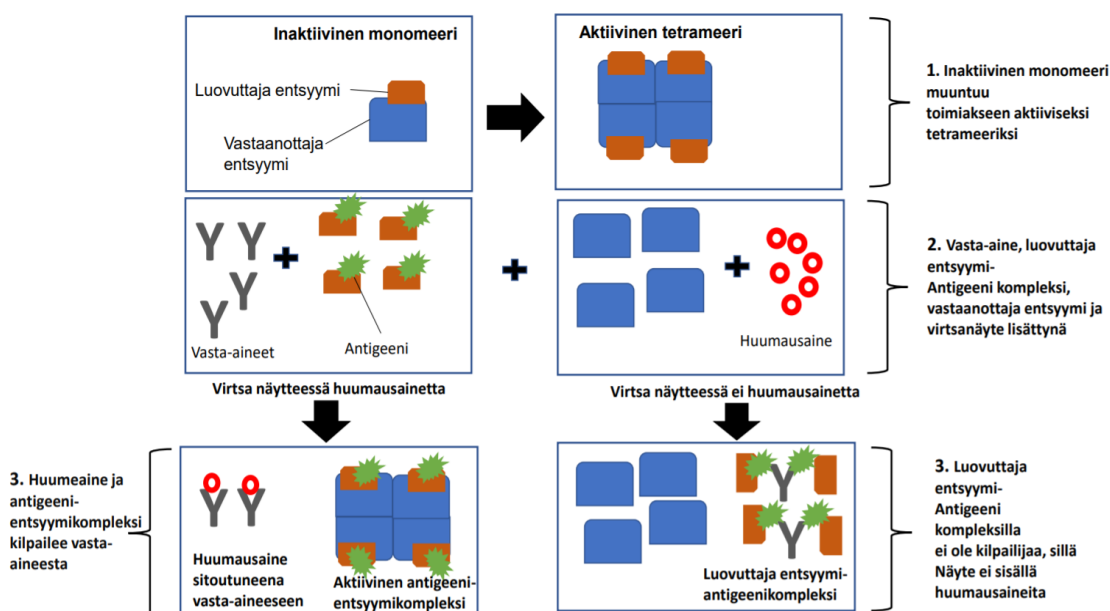 Inaktiivinen monomeeri
Luovuttaja entsyymi
Vastaanottaja
entsyymi
Aktiivinen tetrameeri
1. Inaktiivinen monomeeri
muuntuu
toimiakseen aktiiviseksi
tetrameeriksi
Vasta-aineet
Antigeeni
Huumausaine
2. Vasta-aine, luovuttaja
entsyymi-
Antigeeni kompleksi,
vastaanottaja entsyymi ja
virtsanäyte lisättynä
Virtsa näytteessä huumausainetta
Virtsa näytteessä ei huumausainetta
3. Huumeaine ja
antigeeni-
entsyymikompleksi
kilpailee vasta-
aineesta
Huumausaine
sitoutuneena
vasta-aineeseen
Aktiivinen antigeeni-
entsyymikompleksi
Luovuttaja entsyymi-
antigeenikompleksi
3. Luovuttaja
entsyymi-
Antigeeni
kompleksilla
ei ole kilpailijaa, sillä
Näyte ei sisällä
huumausaineita